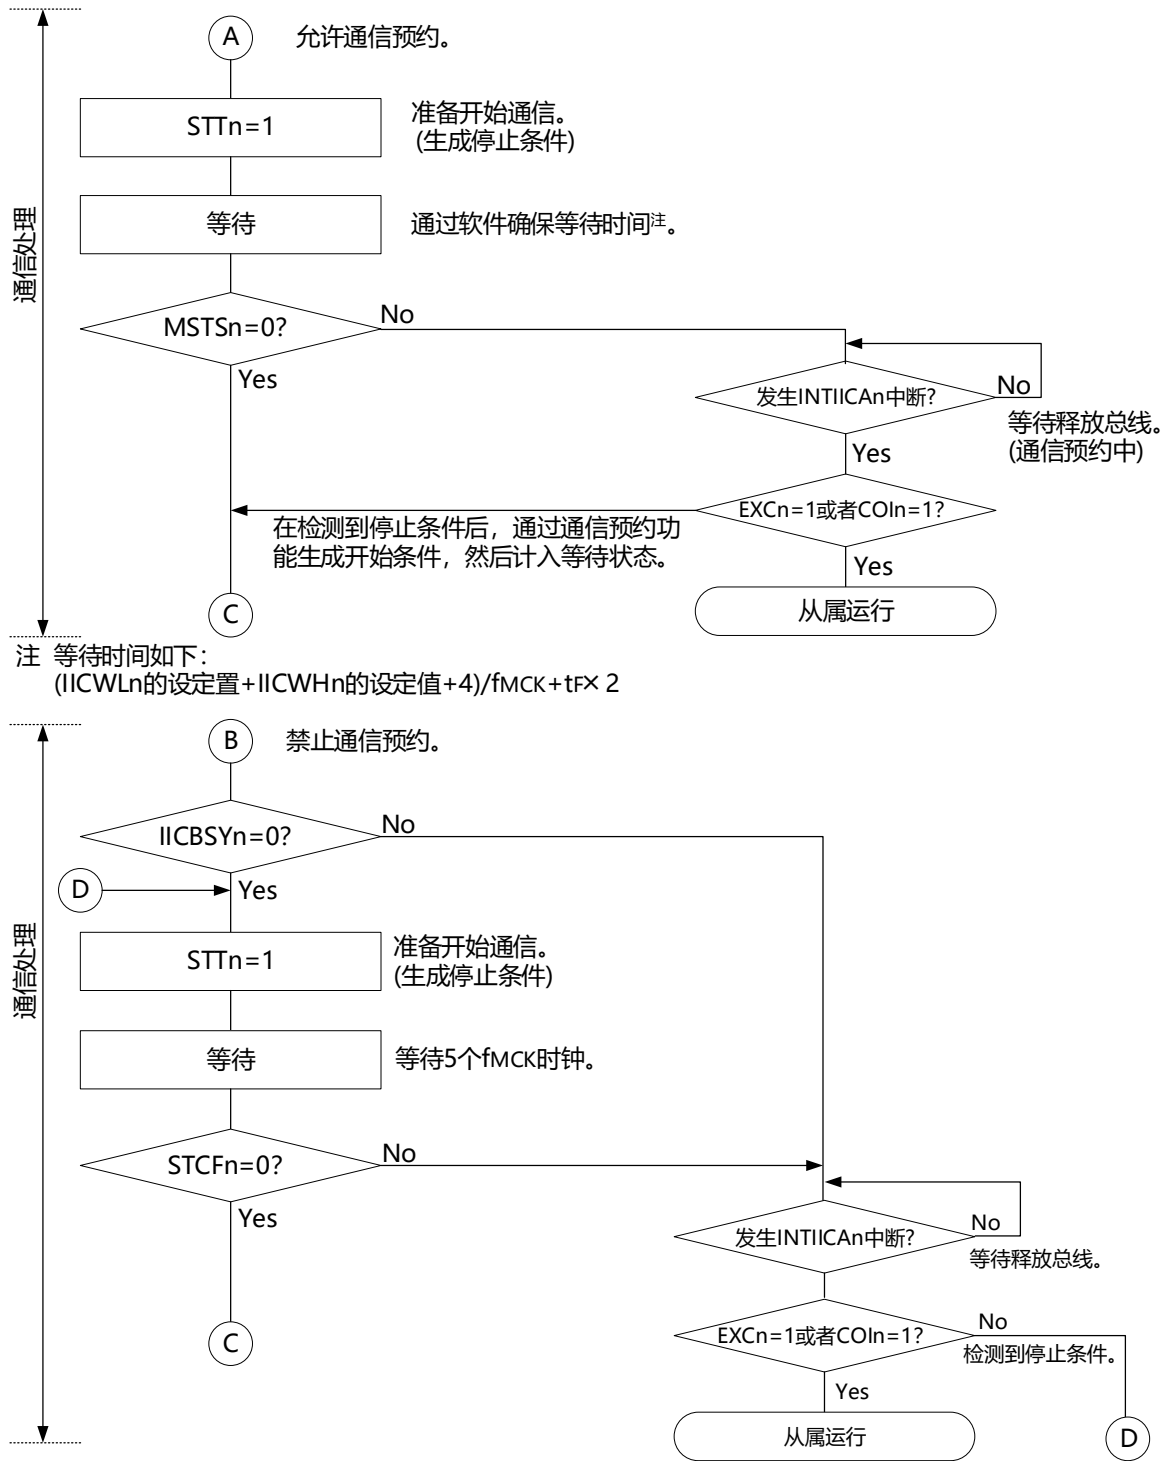 A
允许通信预约。
STTn=1
准备开始通信。
(生成停止条件)
等待
通过软件确保等待时间注。
通信处理
MSTSn=0?
No
Yes
发生INTIICAn中断?
No
等待释放总线。
(通信预约中)
Yes
EXCn=1或者COIn=1?
在检测到停止条件后，通过通信预约功
能生成开始条件，然后计入等待状态。
Yes
C
从属运行
注 等待时间如下：
(IICWLn的设定置+IICWHn的设定值+4)/fMCK+tF× 2
B
禁止通信预约。
IICBSYn=0?
No
D
Yes
STTn=1
准备开始通信。
(生成停止条件)
通信处理
等待
等待5个fMCK时钟。
STCFn=0?
No
Yes
发生INTIICAn中断?
No
等待释放总线。
C
EXCn=1或者COIn=1?
No
检测到停止条件。
Yes
从属运行
D